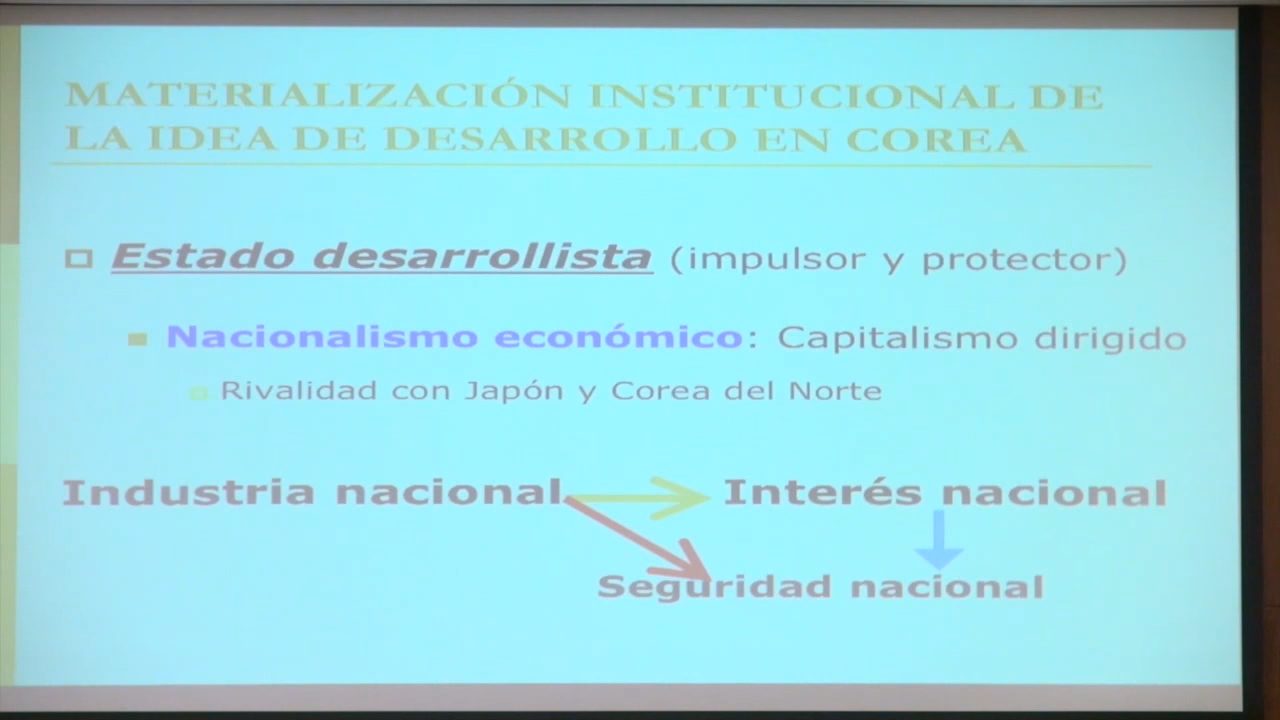 MATERIALIZACIÓN INSTITUCIONAL DE
LA IDEA DE DESARROLLO EN COREA
Estado desarrollista (impulsor y protector)
Nacionalismo económico: Capitalismo dirigido
Rivalidad con Japón y Corea del Norte
Industria nacional Interés nacional
Seguridad nacional